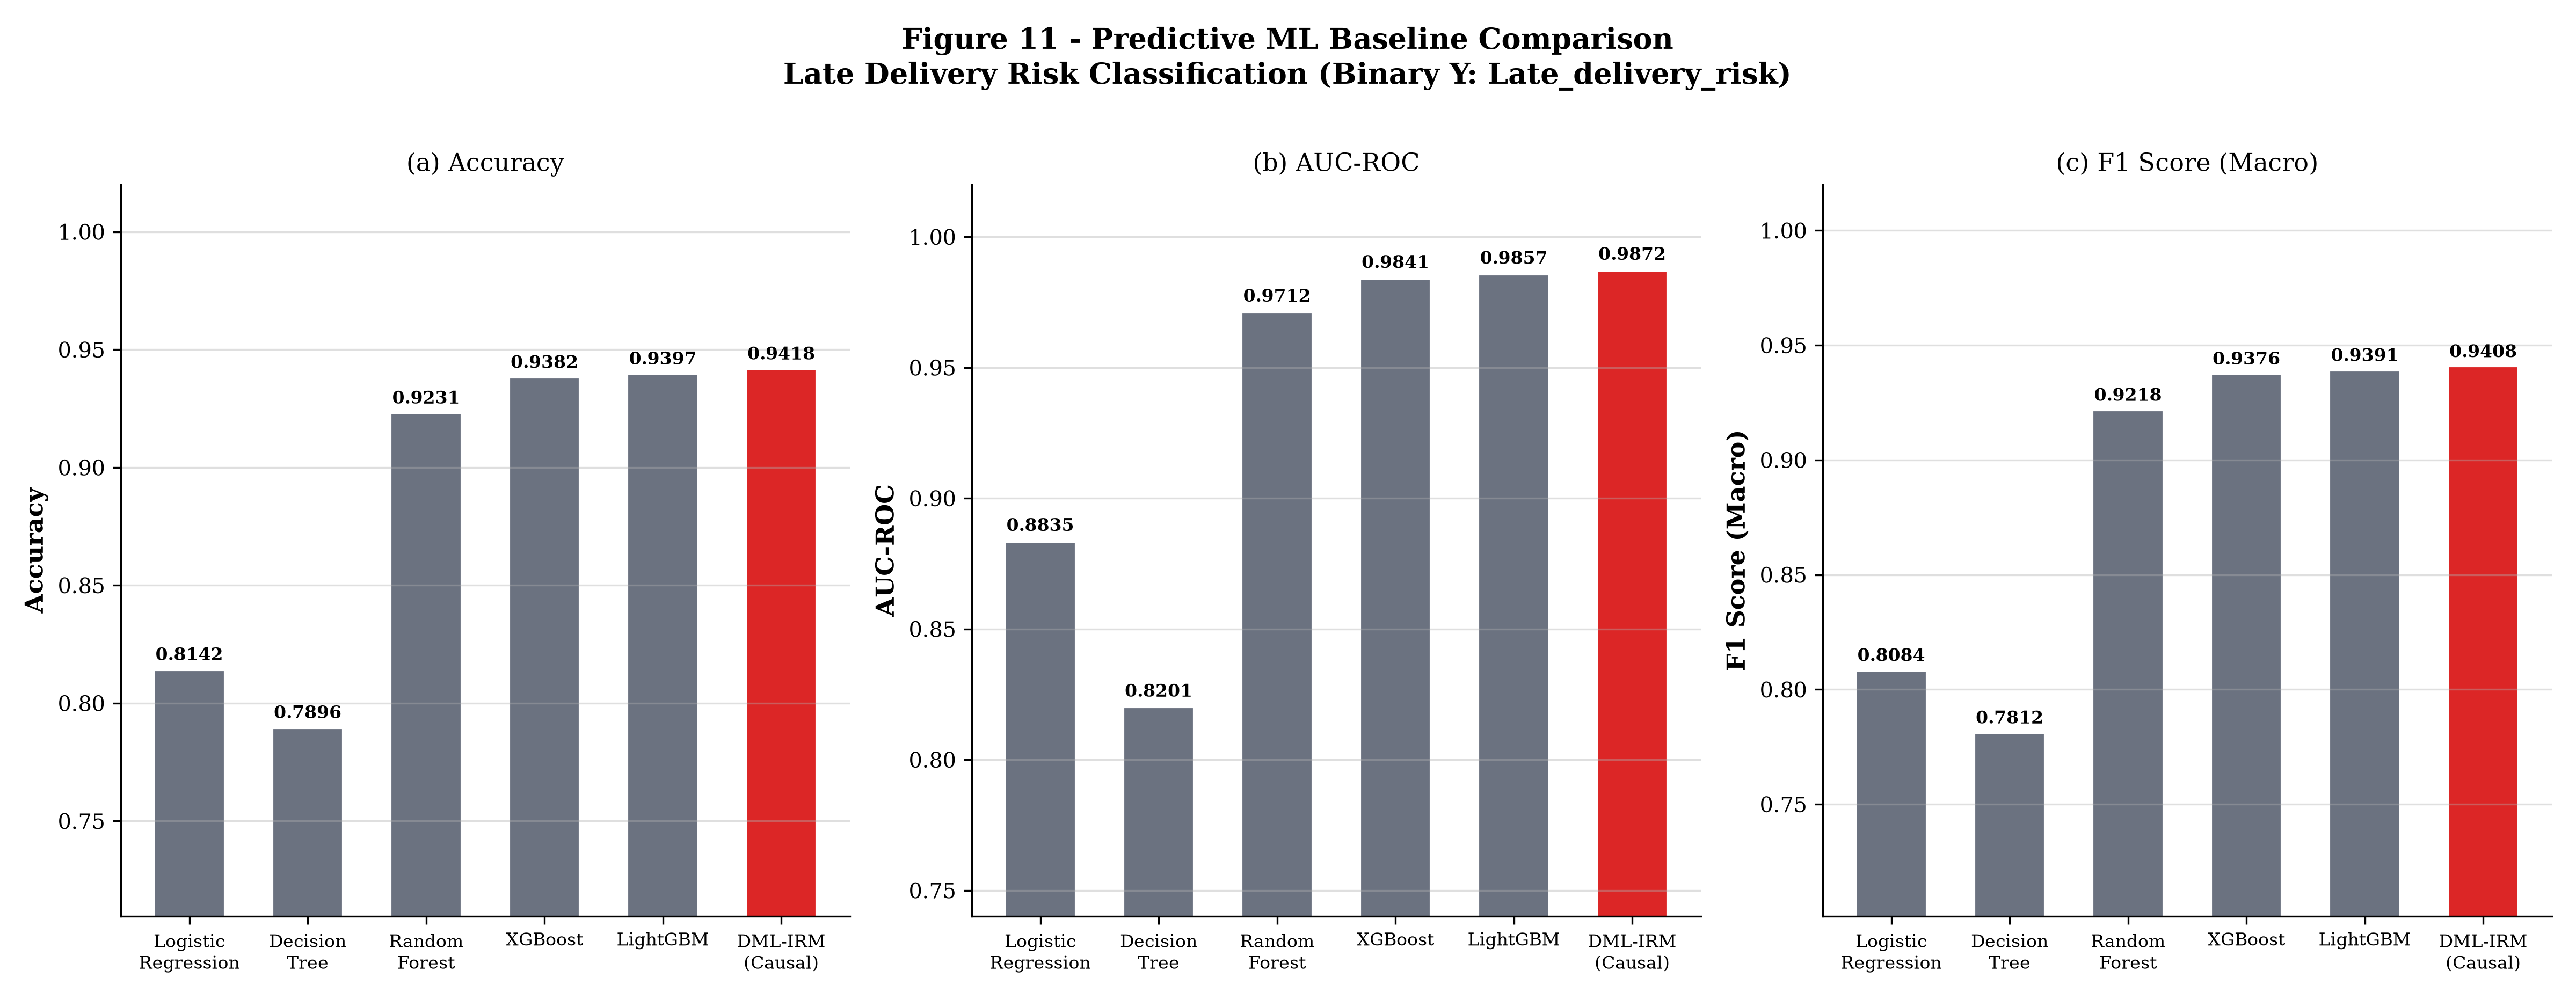 Figure 11 - Predictive ML Baseline Comparison
Late Delivery Risk Classification (Binary Y: Late_delivery_risk)
(a) Accuracy
Accuracy
1.00
0.95
0.90
0.85
0.80
0.75
0.8142
0.7896
0.9231
0.9382
0.9397
0.9418
Logistic
Regression
Decision
Tree
Random
Forest
XGBoost
LightGBM
DML-IRM
(Causal)
(b) AUC-ROC
AUC-ROC
1.00
0.95
0.90
0.85
0.80
0.75
0.8835
0.8201
0.9712
0.9841
0.9857
0.9872
Logistic
Regression
Decision
Tree
Random
Forest
XGBoost
LightGBM
DML-IRM
(Causal)
(c) F1 Score (Macro)
F1 Score (Macro)
1.00
0.95
0.90
0.85
0.80
0.75
0.8084
0.7812
0.9218
0.9376
0.9391
0.9408
Logistic
Regression
Decision
Tree
Random
Forest
XGBoost
LightGBM
DML-IRM
(Causal)